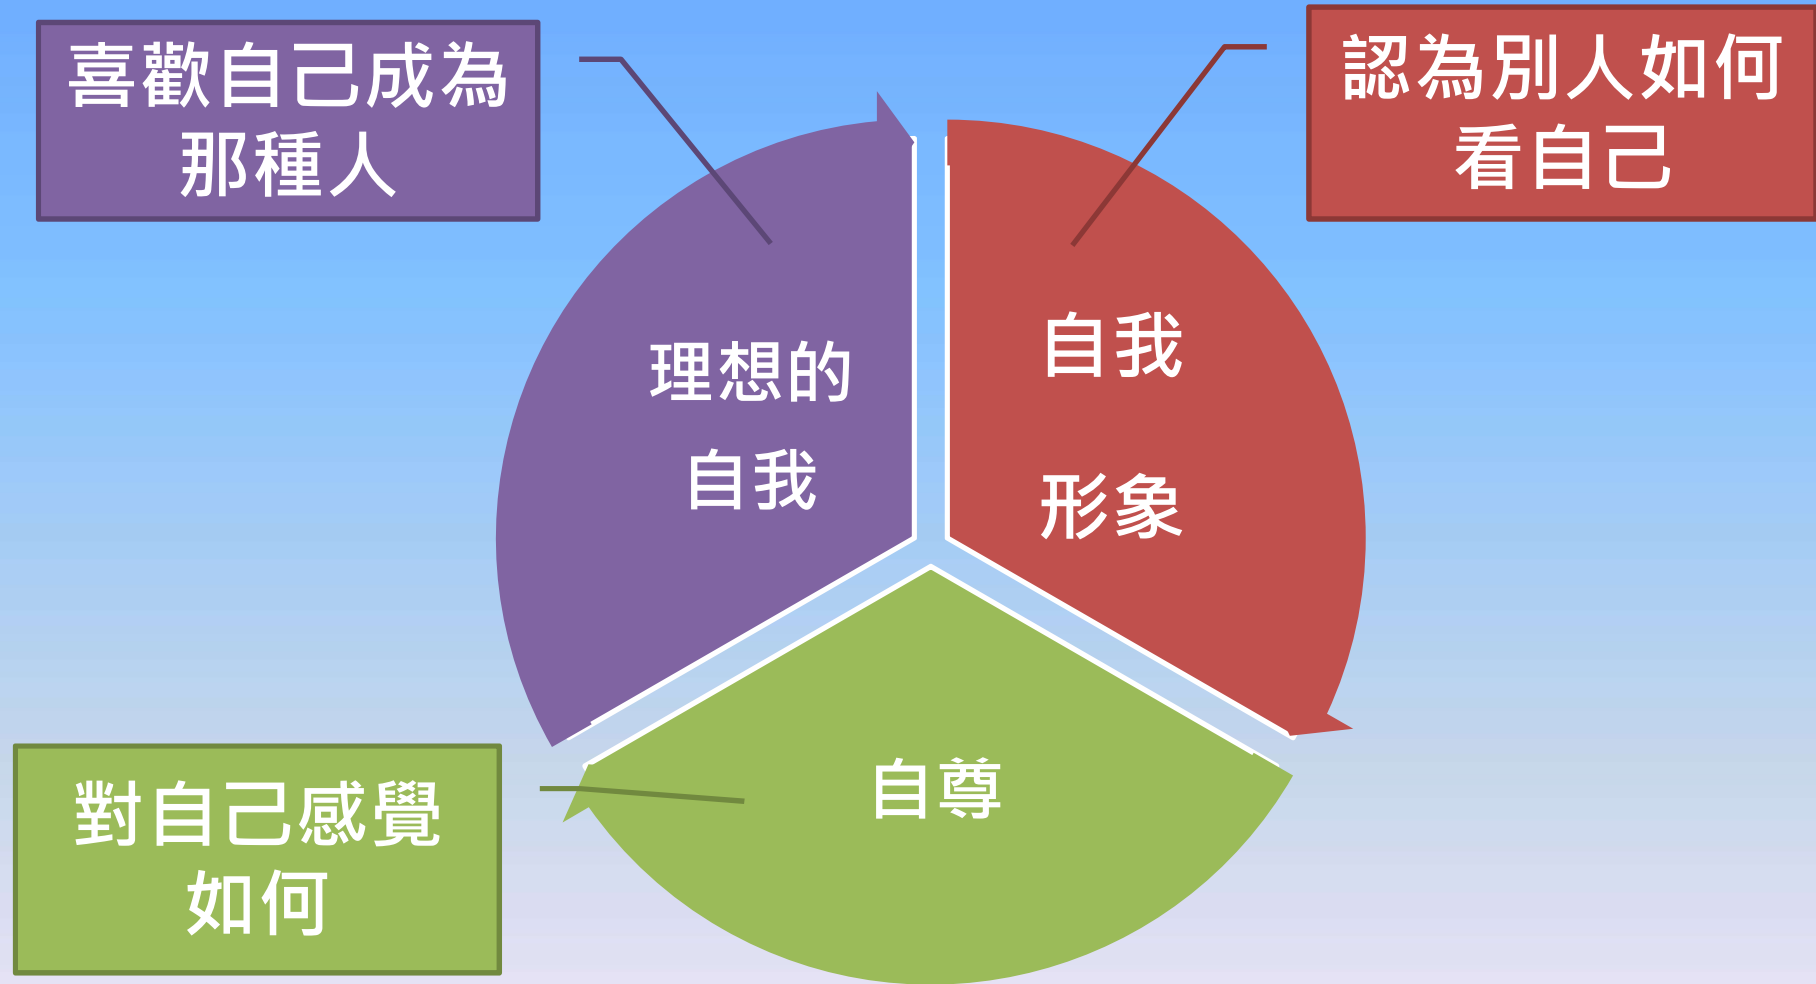 喜歡自己成為
那種人
認為別人如何
看自己
理想的
自我
自我
形象
自尊
對自己感覺
如何